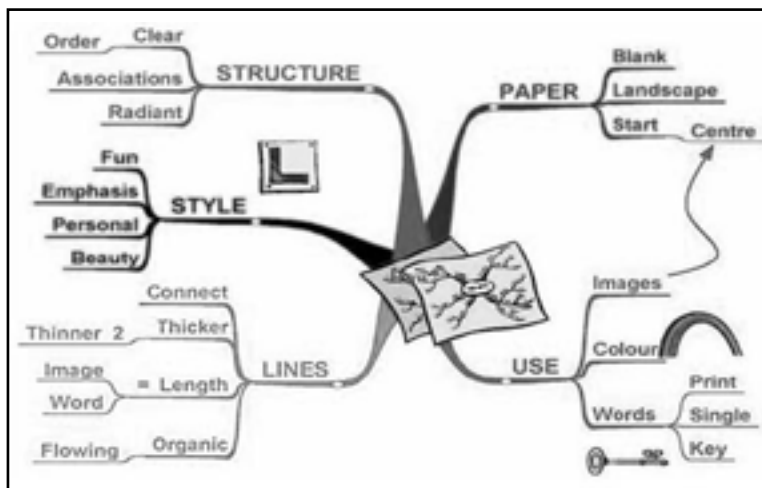 STRUCTURE
Clear
Order
Associations
Radiant
PAPER
Blank
Landscape
Start
Centre
STYLE
Fun
Emphasis
Personal
Beauty
LINES
Connect
Thicker
Thinner 2
= Length
Image
Word
Organic
Flowing
USE
Images
Colour
Words
Print
Single
Key